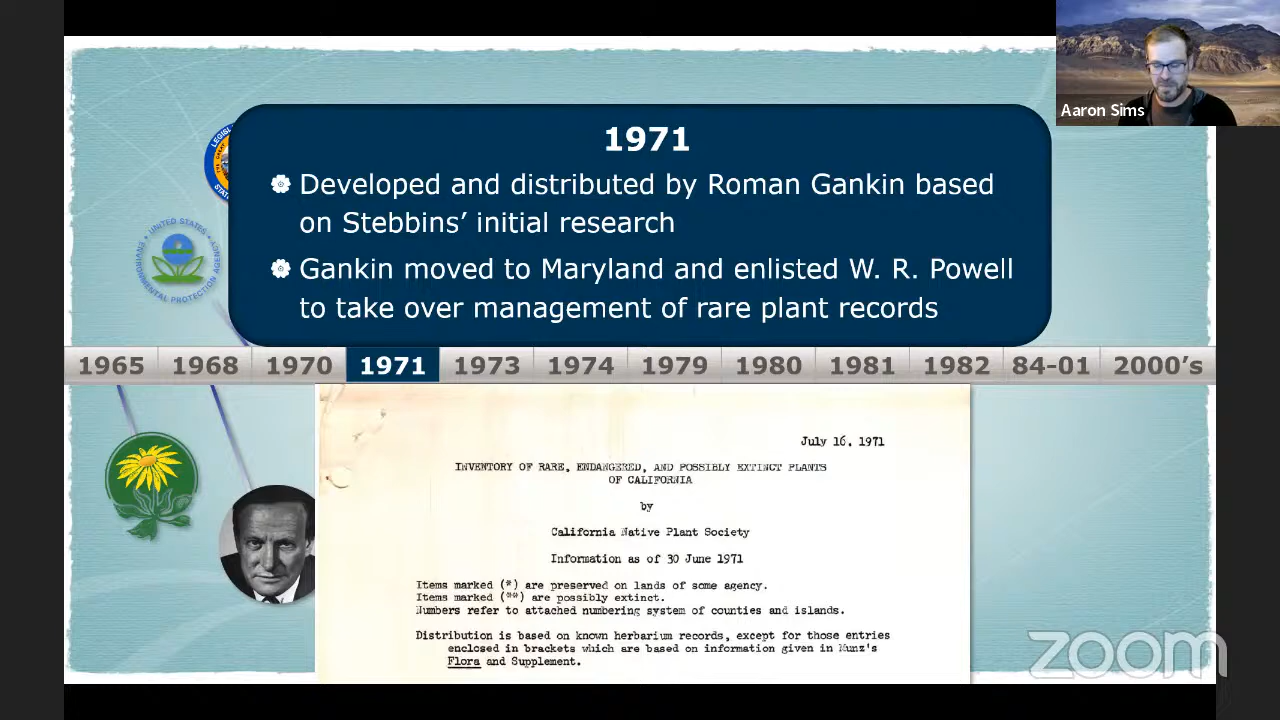 Aaron Sims
1971
Developed and distributed by Roman Gankin based
on Stebbins’ initial research
Gankin moved to Maryland and enlisted W. R. Powell
to take over management of rare plant records
UNITED STATES
ENVIRONMENTAL PROTECTION AGENCY
1965 1968 1970 1971 1973 1974 1979 1980 1981 1982 84-01 2000’s
July 16, 1971
INVENTORY OF RARE, ENDANGERED, AND POSSIBLY EXTINCT PLANTS
OF CALIFORNIA
by
California Native Plant Society
Information as of 30 June 1971
Items marked (*) are preserved on lands of some agency.
Items marked (**) are possibly extinct.
Numbers refer to attached numbering system of counties and islands.
Distribution is based on known herbarium records, except for those entries
enclosed in brackets which are based on information given in Munz's
Flora and Supplement.
zoom